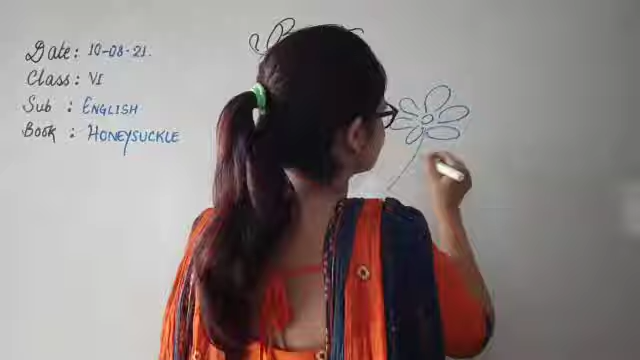 Date: 10-08-21.
Class: VI
Sub : ENGLISH
Book : HONEYSUCKLE